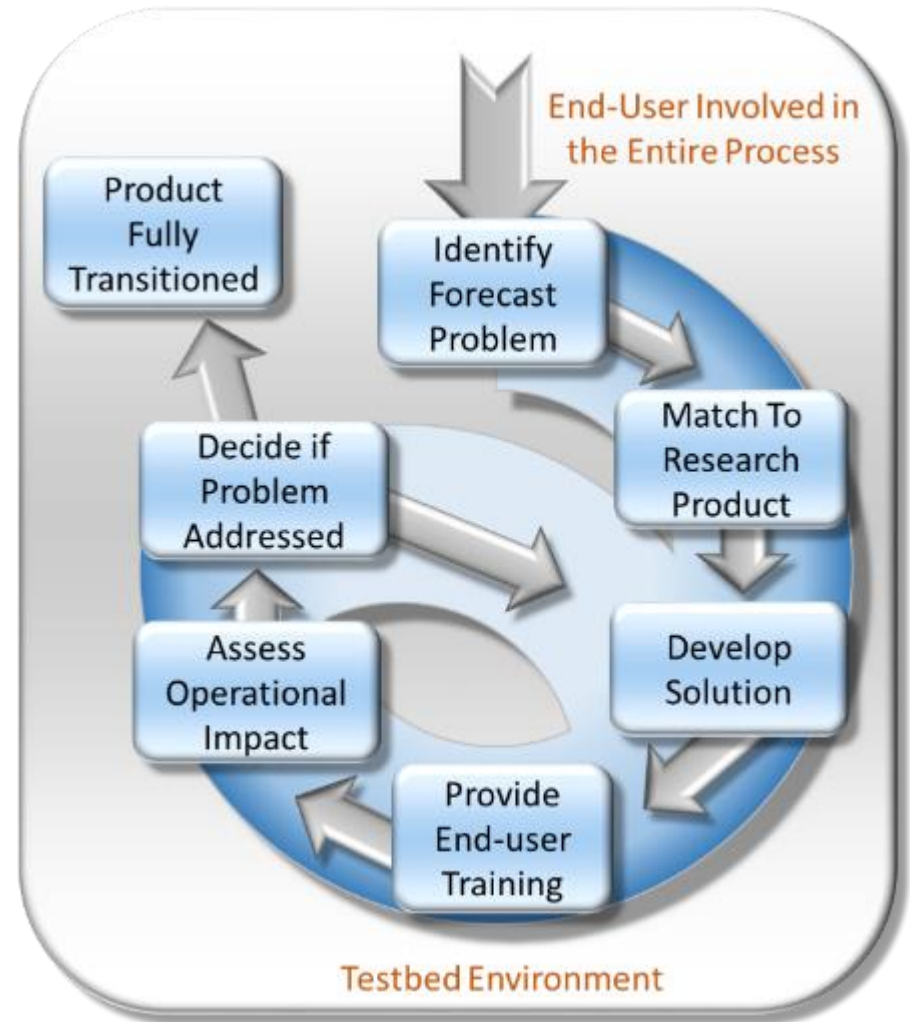 End-User Involved in
the Entire Process
Product
Fully
Transitioned
Identify
Forecast
Problem
Match To
Research
Product
Decide if
Problem
Addressed
Develop
Solution
Assess
Operational
Impact
Provide
End-user
Training
Testbed Environment